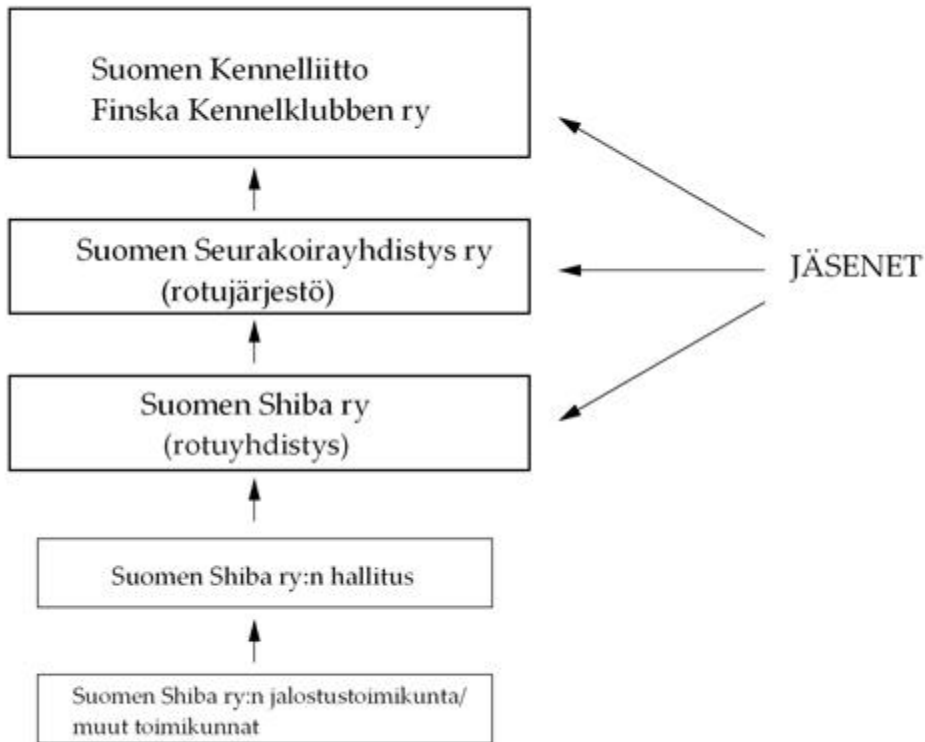 Suomen Kennelliitto
Finska Kennelklubben ry
Suomen Seurakoirayhdistys ry
(rotujärjestö)
JÄSENET
Suomen Shiba ry
(rotuyhdistys)
Suomen Shiba ry:n hallitus
Suomen Shiba ry:n jalostustoimikunta/
muut toimikunnat